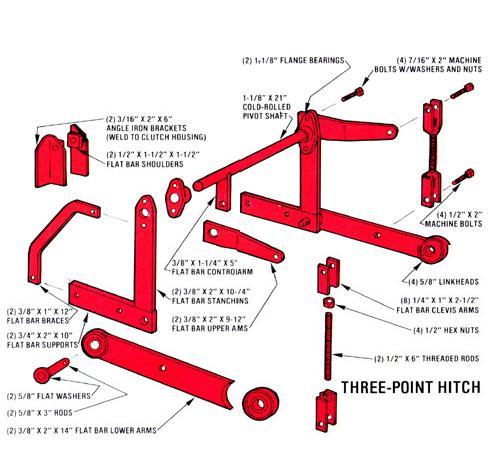 (2) 1-1/8" FLANGE BEARINGS
(4) 7/16" X 2" MACHINE
BOLTS W/WASHERS AND NUTS
1-1/8" X 21"
COLD-ROLLED
PIVOT SHAFT
(2) 3/16" X 2" X 6"
ANGLE IRON BRACKETS
(WELD TO CLUTCH HOUSING)
(2) 1/2" X 1-1/2" X 1-1/2"
FLAT BAR SHOULDERS
(4) 1/2" X 2"
MACHINE BOLTS
3/8" X 1-1/4" X 5"
FLAT BAR CONTROlARM
(4) 5/8" LINKHEADS
(2) 3/8" X 2" X 10-/4"
FLAT BAR STANCHINS
(8) 1/4" X 1" X 2-1/2"
FLAT BAR CLEVIS ARMS
(2) 3/8" X 1" X 12"
FLAT BAR BRACES
(2) 3/8" X 2" X 9-12"
FLAT BAR UPPER AMS
(4) 1/2" HEX NUTS
(2) 3/4" X 2" X 10"
FLAT BAR SUPPORTS
(2) 1/2" X 6" THREADED RODS
THREE-POINT HITCH
(2) 5/8" FLAT WASHERS
(2) 5/8" X 3" RODS
(2) 3/8" X 2" X 14" FLAT BAR LOWER ARMS